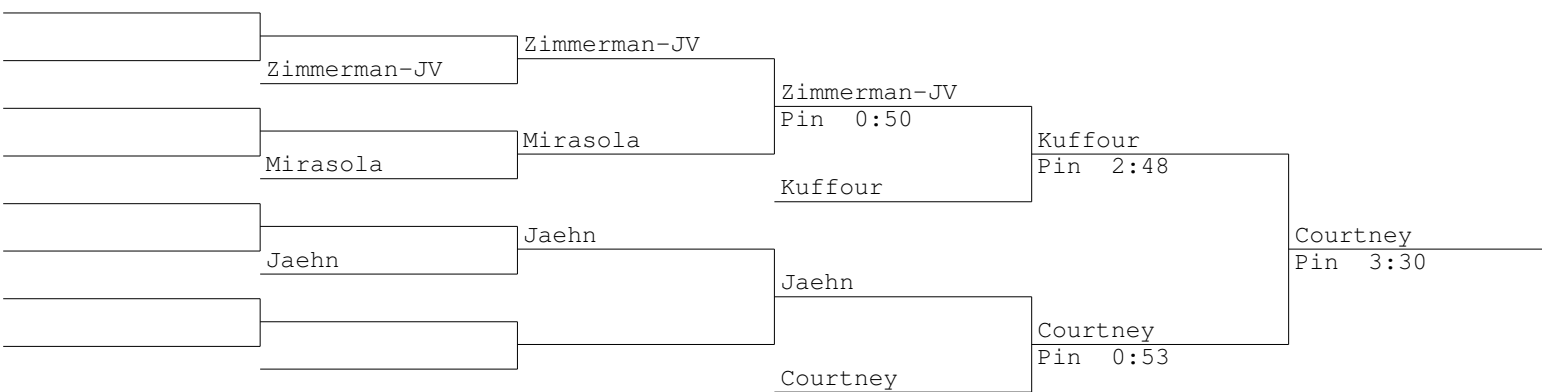 Zimmerman-JV
Zimmerman-JV
Zimmerman-JV
Pin 0:50
Mirasola
Mirasola
Kuffour
Pin 2:48
Kuffour
Jaehn
Jaehn
Courtney
Pin 3:30
Jaehn
Courtney
Pin 0:53
Courtney